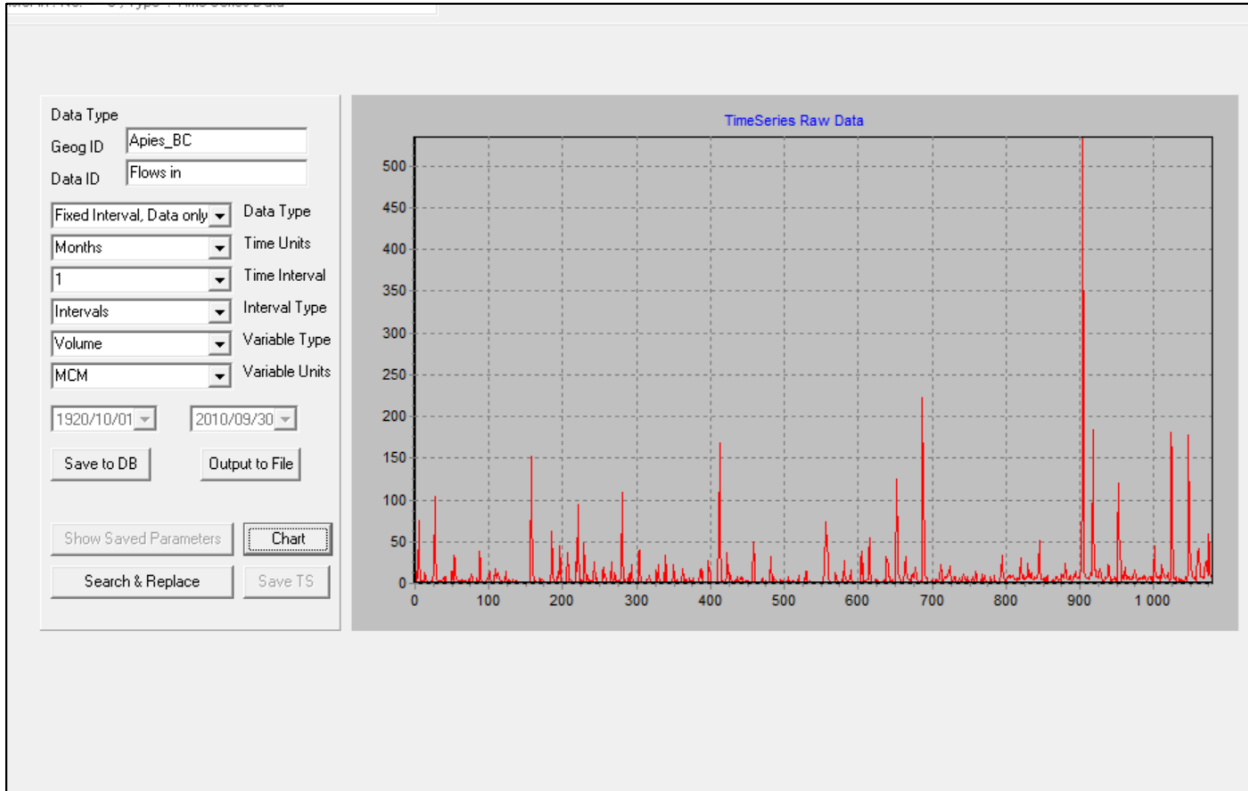 Data Type
Geog ID Apies_BC
Data ID Flows in
Fixed Interval, Data only Data Type
Months Time Units
1 Time Interval
Intervals Interval Type
Volume Variable Type
MCM Variable Units
1920/10/01 2010/09/30
Save to DB Output to File
Show Saved Parameters Chart
Search & Replace Save TS
TimeSeries Raw Data
500
450
400
350
300
250
200
150
100
50
0
0 100 200 300 400 500 600 700 800 900 1 000